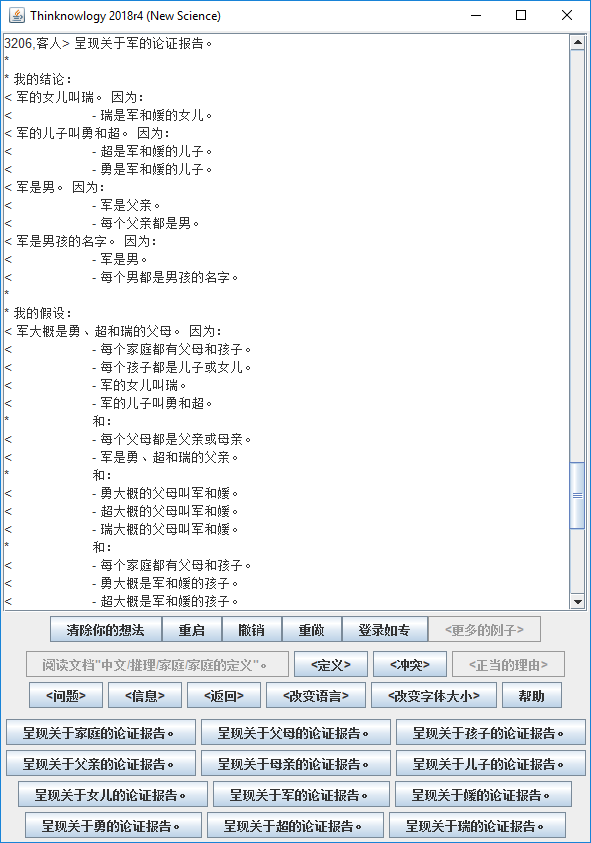 Thinknowlogy 2018r4 (New Science)
3206,客人> 呈现关于军的论证报告。
*
* 我的结论:
< 军的女儿叫瑞。 因为:
< - 瑞是军和媛的女儿。
< 军的儿子叫勇和超。 因为:
< - 超是军和媛的儿子。
< - 勇是军和媛的儿子。
< 军是男。 因为:
< - 军是父亲。
< - 每个父亲都是男。
< 军是男孩的名字。 因为:
< - 军是男。
< - 每个男都是男孩的名字。
*
* 我的假设:
< 军大概是勇、超和瑞的父母。 因为:
< - 每个家庭都有父母和孩子。
< - 每个孩子都是儿子或女儿。
< - 军的女儿叫瑞。
< - 军的儿子叫勇和超。
* 和:
< - 每个父母都是父亲或母亲。
< - 军是勇、超和瑞的父亲。
* 和:
< - 勇大概的父母叫军和媛。
< - 超大概的父母叫军和媛。
< - 瑞大概的父母叫军和媛。
* 和:
< - 每个家庭都有父母和孩子。
< - 勇大概是军和媛的孩子。
< - 超大概是军和媛的孩子。
清除你的想法 重启 撤销 重做 登录如专 <更多的例子>
阅读文档"中文/推理/家庭/家庭的定义"。 <定义> <冲突> <正当的理由>
<问题> <信息> <返回> <改变语言> <改变字体大小> 帮助
呈现关于家庭的论证报告。 呈现关于父母的论证报告。 呈现关于孩子的论证报告。
呈现关于父亲的论证报告。 呈现关于母亲的论证报告。 呈现关于儿子的论证报告。
呈现关于女儿的论证报告。 呈现关于军的论证报告。 呈现关于媛的论证报告。
呈现关于勇的论证报告。 呈现关于超的论证报告。 呈现关于瑞的论证报告。